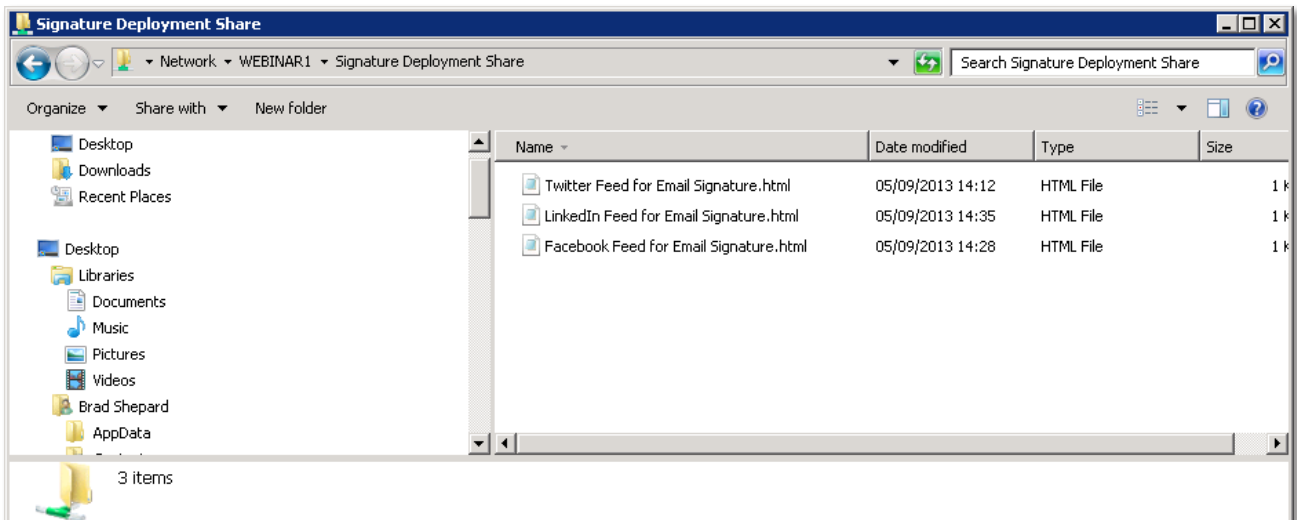 Signature Deployment Share
Network WEBINAR1 Signature Deployment Share
Search Signature Deployment Share
Organize Share with New folder
Desktop
Downloads
Recent Places
Desktop
Libraries
Documents
Music
Pictures
Videos
Brad Shepard
AppData
Name Date modified Type Size
Twitter Feed for Email Signature.html 05/09/2013 14:12 HTML File 1 K
LinkedIn Feed for Email Signature.html 05/09/2013 14:35 HTML File 1 K
Facebook Feed for Email Signature.html 05/09/2013 14:28 HTML File 1 K
3 items